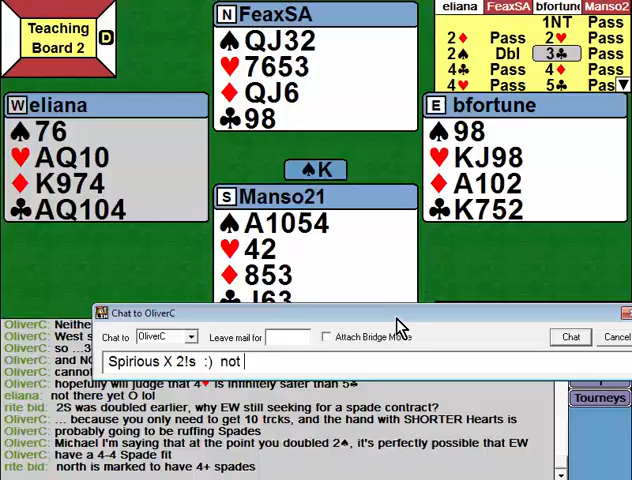 Teaching
Board 2
D
N FeaxSA
♠QJ32
♥7653
♦QJ6
♣98
eliana FeaxSA bfortune Manso2
1NT Pass
2♦ Pass 2♥ Pass
2♠ Dbl 3♣ Pass
4♣ Pass 4♦ Pass
4♥ Pass 5♣ Pas
W eliana
♠76
♥AQ10
♦K974
♣AQ104
♠K
E bfortune
♠98
♥KJ98
♦A102
♣K752
S Manso21
♠A1054
♥42
♦853
♣J63
Chat to OliverC
Chat to OliverC Leave mail for Attach Bridge Chat Cancel
Spirious X 2!s :) not
OliverC: Neithe
OliverC: West s
OliverC: so ...3
OliverC: and NO
OliverC: cannot
OliverC: hopefully will judge that 4♥ is infinitely safer than 5♣
eliana: not there yet O lol
rite bid: 2S was doubled earlier, why EW still seeking for a spade contract?
OliverC: ... because you only need to get 10 trcks, and the hand with SHORTER Hearts is
probably going to be ruffing Spades
OliverC: Michael I'm saying that at the point you doubled 2♠, it's perfectly possible that EW
have a 4-4 Spade fit
rite bid: north is marked to have 4+ spades
Tourneys